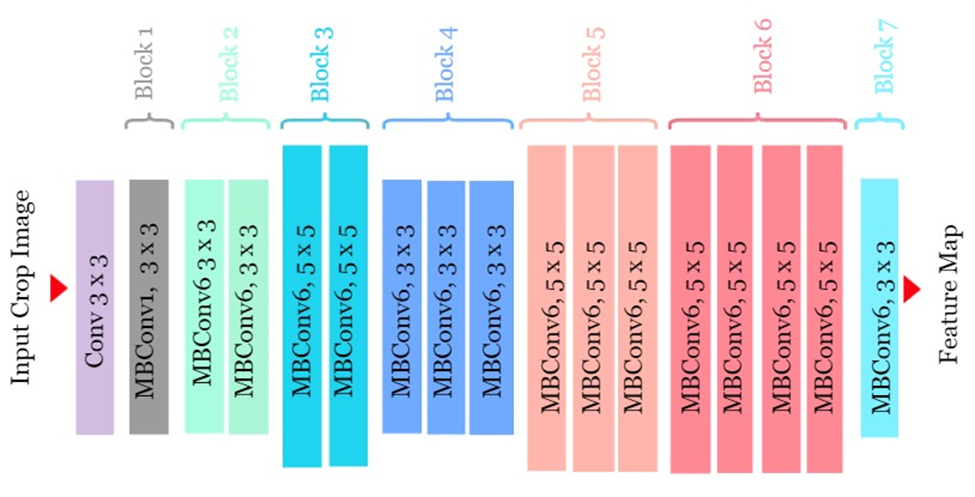 Block 1
Block 2
Block 3
Block 4
Block 5
Block 6
Block 7
Input Crop Image
Conv 3 x 3
MBConv1, 3 x 3
MBConv6 3 x 3
MBConv6, 3 x 3
MBConv6, 5 x 5
MBConv6, 5 x 5
MBConv6, 3 x 3
MBConv6, 3 x 3
MBConv6, 3 x 3
MBConv6, 5 x 5
MBConv6, 5 x 5
MBConv6, 5 x 5
MBConv6, 5 x 5
MBConv6, 5 x 5
MBConv6, 5 x 5
MBConv6, 5 x 5
MBConv6, 3 x 3
Feature Map